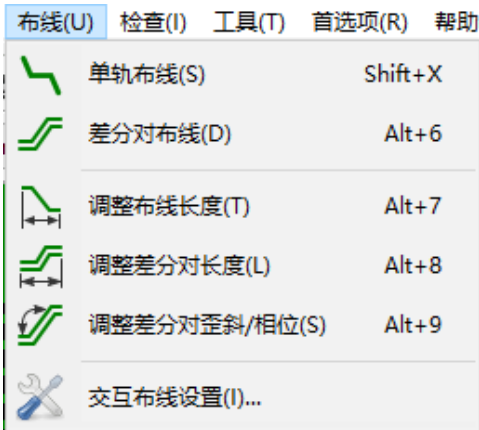 布线(U) 检查(I) 工具(T) 首选项(R) 帮助
单轨布线(S) Shift+X
差分对布线(D) Alt+6
调整布线长度(T) Alt+7
调整差分对长度(L) Alt+8
调整差分对歪斜/相位(S) Alt+9
交互布线设置(I)...